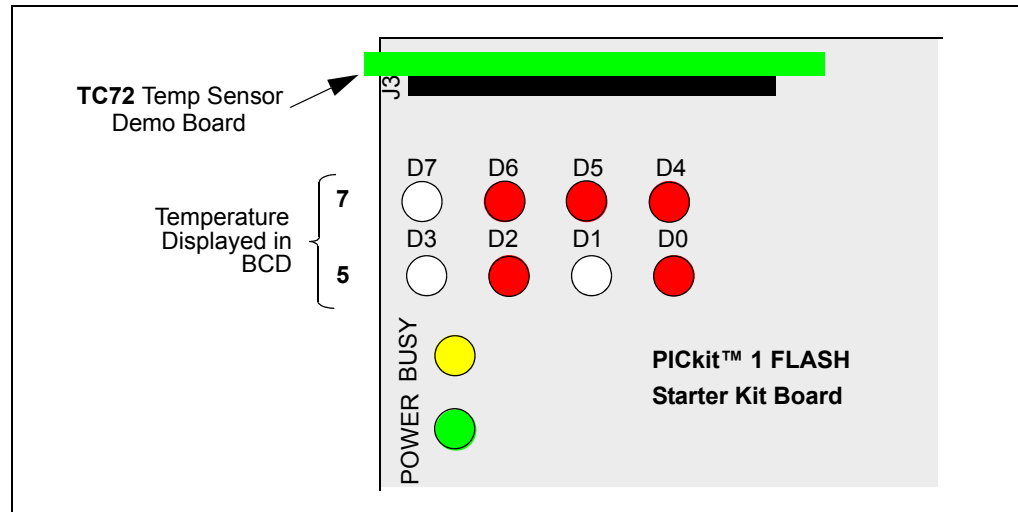 J3
TC72 Temp Sensor
Demo Board
D7 D6 D5 D4
7
Temperature
Displayed in
BCD
D3 D2 D1 D0
5
BUSY
POWER
PICkit™ 1 FLASH
Starter Kit Board